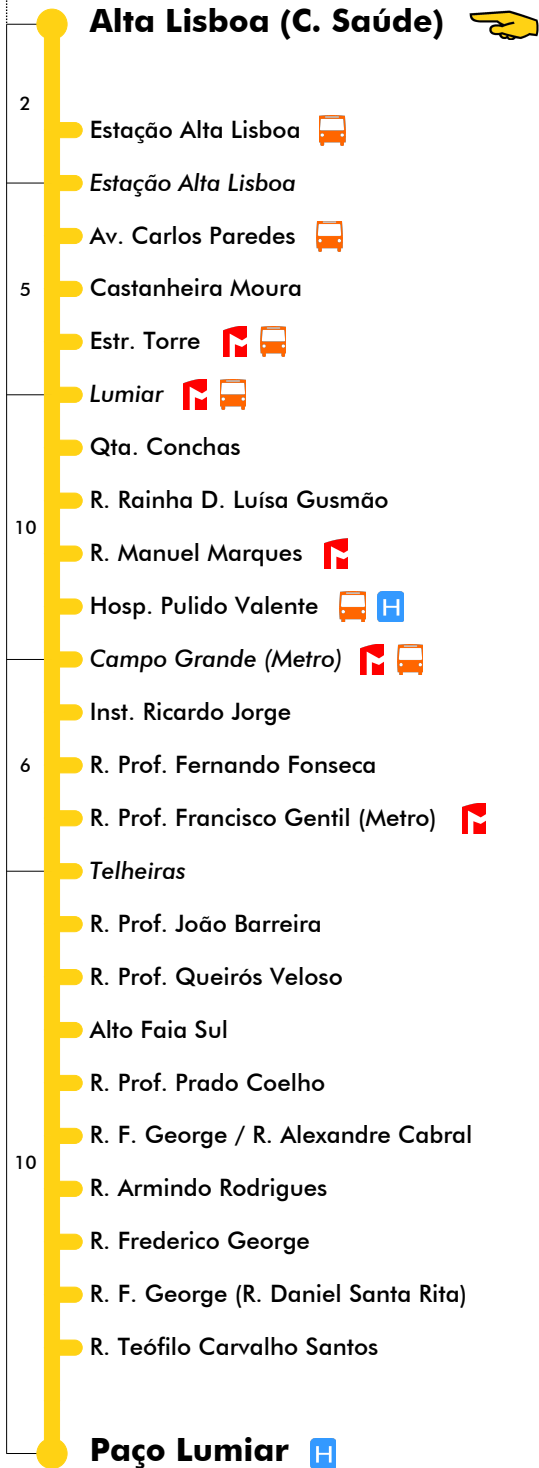 Alta Lisboa (C. Saúde)
2
Estação Alta Lisboa
Estação Alta Lisboa
Av. Carlos Paredes
5
Castanheira Moura
Estr. Torre
Lumiar
Qta. Conchas
R. Rainha D. Luísa Gusmão
10
R. Manuel Marques
Hosp. Pulido Valente H
Campo Grande (Metro)
Inst. Ricardo Jorge
6
R. Prof. Fernando Fonseca
R. Prof. Francisco Gentil (Metro)
Telheiras
R. Prof. João Barreira
R. Prof. Queirós Veloso
Alto Faia Sul
R. Prof. Prado Coelho
R. F. George / R. Alexandre Cabral
10
R. Armindo Rodrigues
R. Frederico George
R. F. George (R. Daniel Santa Rita)
R. Teófilo Carvalho Santos
Paço Lumiar H